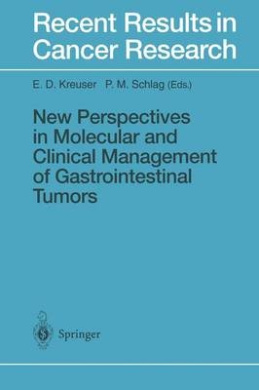 Recent Results in
Cancer Research
E. D. Kreuser P. M. Schlag (Eds.)
New Perspectives
in Molecular and
Clinical Management
of Gastrointestinal
Tumors
Springer